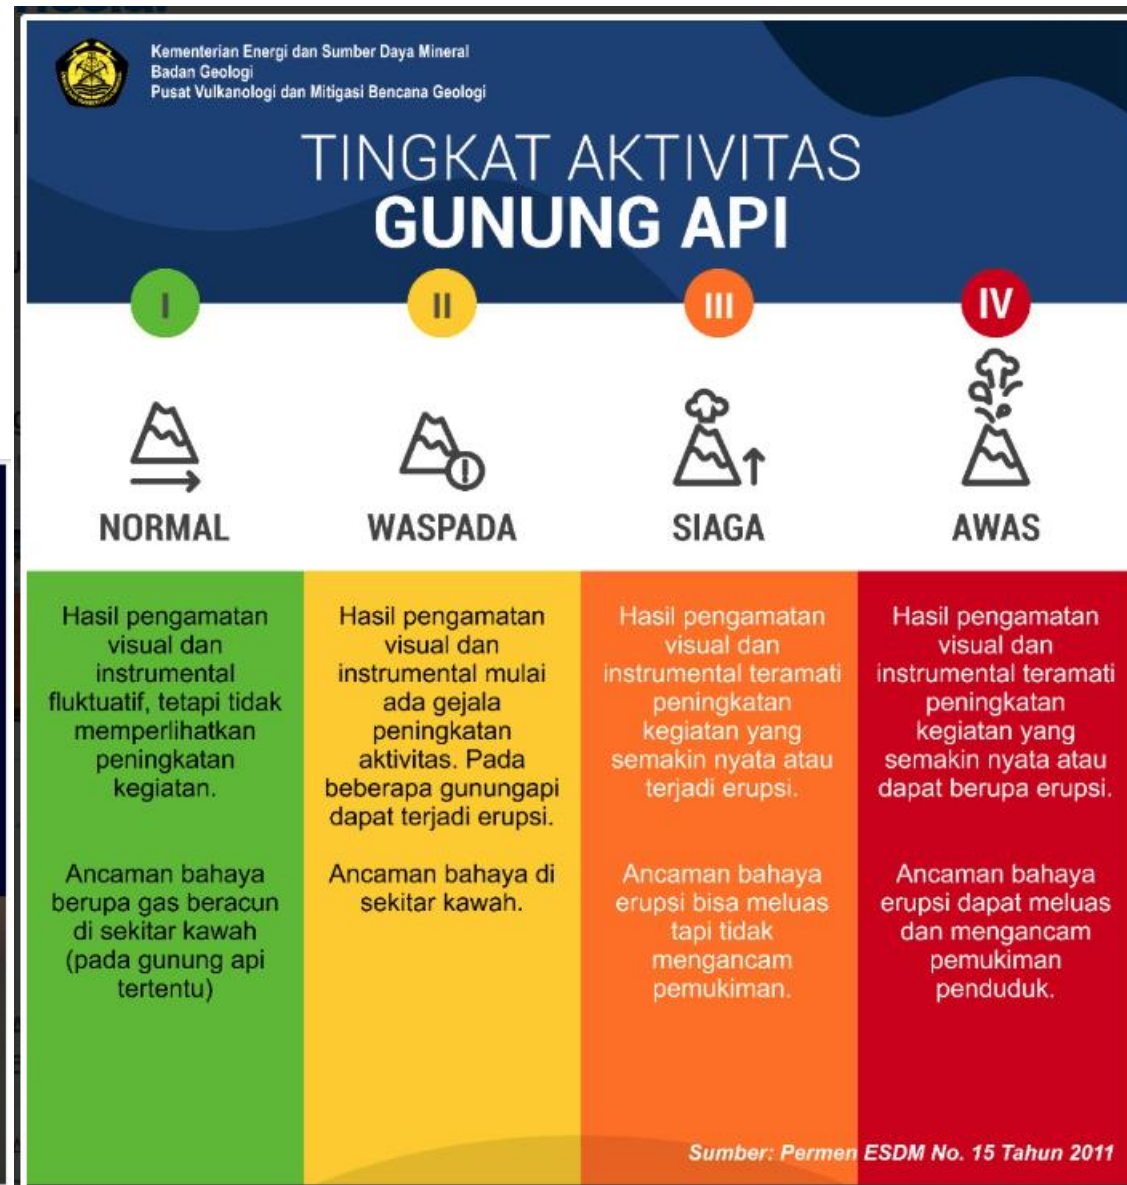 Kementerian Energi dan Sumber Daya Mineral
Badan Geologi
Pusat Vulkanologi dan Mitigasi Bencana Geologi
TINGKAT AKTIVITAS
GUNUNG API
I
NORMAL
Hasil pengamatan
visual dan
instrumental
fluktuatif, tetapi tidak
memperlihatkan
peningkatan
kegiatan.
Ancaman bahaya
berupa gas beracun
di sekitar kawah
(pada gunung api
tertentu)
II
WASPADA
Hasil pengamatan
visual dan
instrumental mulai
ada gejala
peningkatan
aktivitas. Pada
beberapa gunungapi
dapat terjadi erupsi.
Ancaman bahaya di
sekitar kawah.
III
SIAGA
Hasil pengamatan
visual dan
instrumental teramati
peningkatan
kegiatan yang
semakin nyata atau
terjadi erupsi.
Ancaman bahaya
erupsi bisa meluas
tapi tidak
mengancam
pemukiman.
IV
AWAS
Hasil pengamatan
visual dan
instrumental teramati
peningkatan
kegiatan yang
semakin nyata atau
dapat berupa erupsi.
Ancaman bahaya
erupsi dapat meluas
dan mengancam
pemukiman
penduduk.
Sumber: Permen ESDM No. 15 Tahun 2011